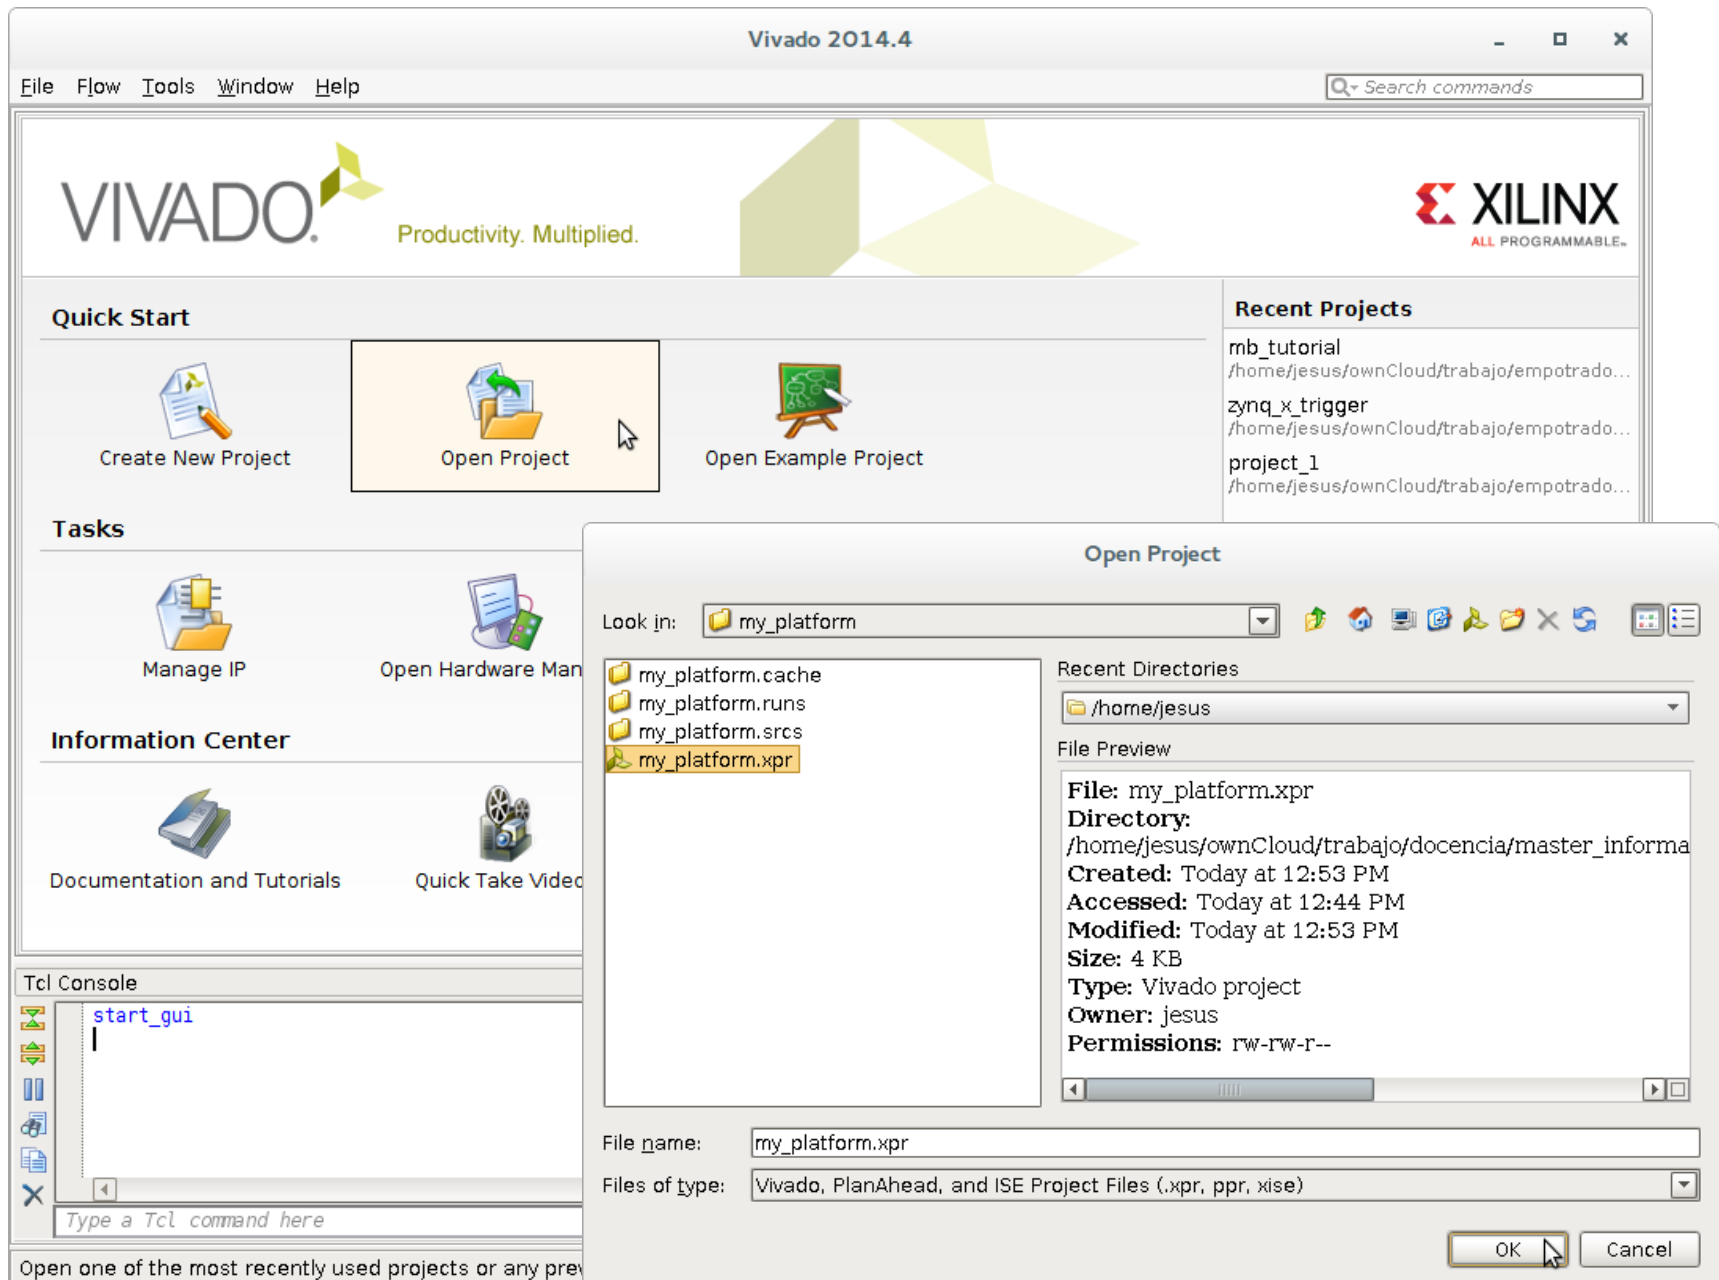 Vivado 2014.4
File Flow Tools Window Help
Search commands
VIVADO.
Productivity. Multiplied.
XILINX
ALL PROGRAMMABLE
Quick Start
Create New Project
Open Project
Open Example Project
Recent Projects
mb_tutorial
/home/jesus/ownCloud/trabajo/empotrado...
zynq_x_trigger
/home/jesus/ownCloud/trabajo/empotrado...
project_1
/home/jesus/ownCloud/trabajo/empotrado...
Tasks
Manage IP
Open Hardware Man
Information Center
Documentation and Tutorials
Quick Take Videc
Tcl Console
start_gui
Type a Tcl command here
Open one of the most recently used projects or any prev
Open Project
Look in: my_platform
my_platform.cache
my_platform.runs
my_platform.srcs
my_platform.xpr
Recent Directories
/home/jesus
File Preview
File: my_platform.xpr
Directory:
/home/jesus/ownCloud/trabajo/docencia/master_informa
Created: Today at 12:53 PM
Accessed: Today at 12:44 PM
Modified: Today at 12:53 PM
Size: 4 KB
Type: Vivado project
Owner: jesus
Permissions: rw-rw-r--
File name: my_platform.xpr
Files of type: Vivado, PlanAhead, and ISE Project Files (.xpr, ppr, xise)
OK
Cancel